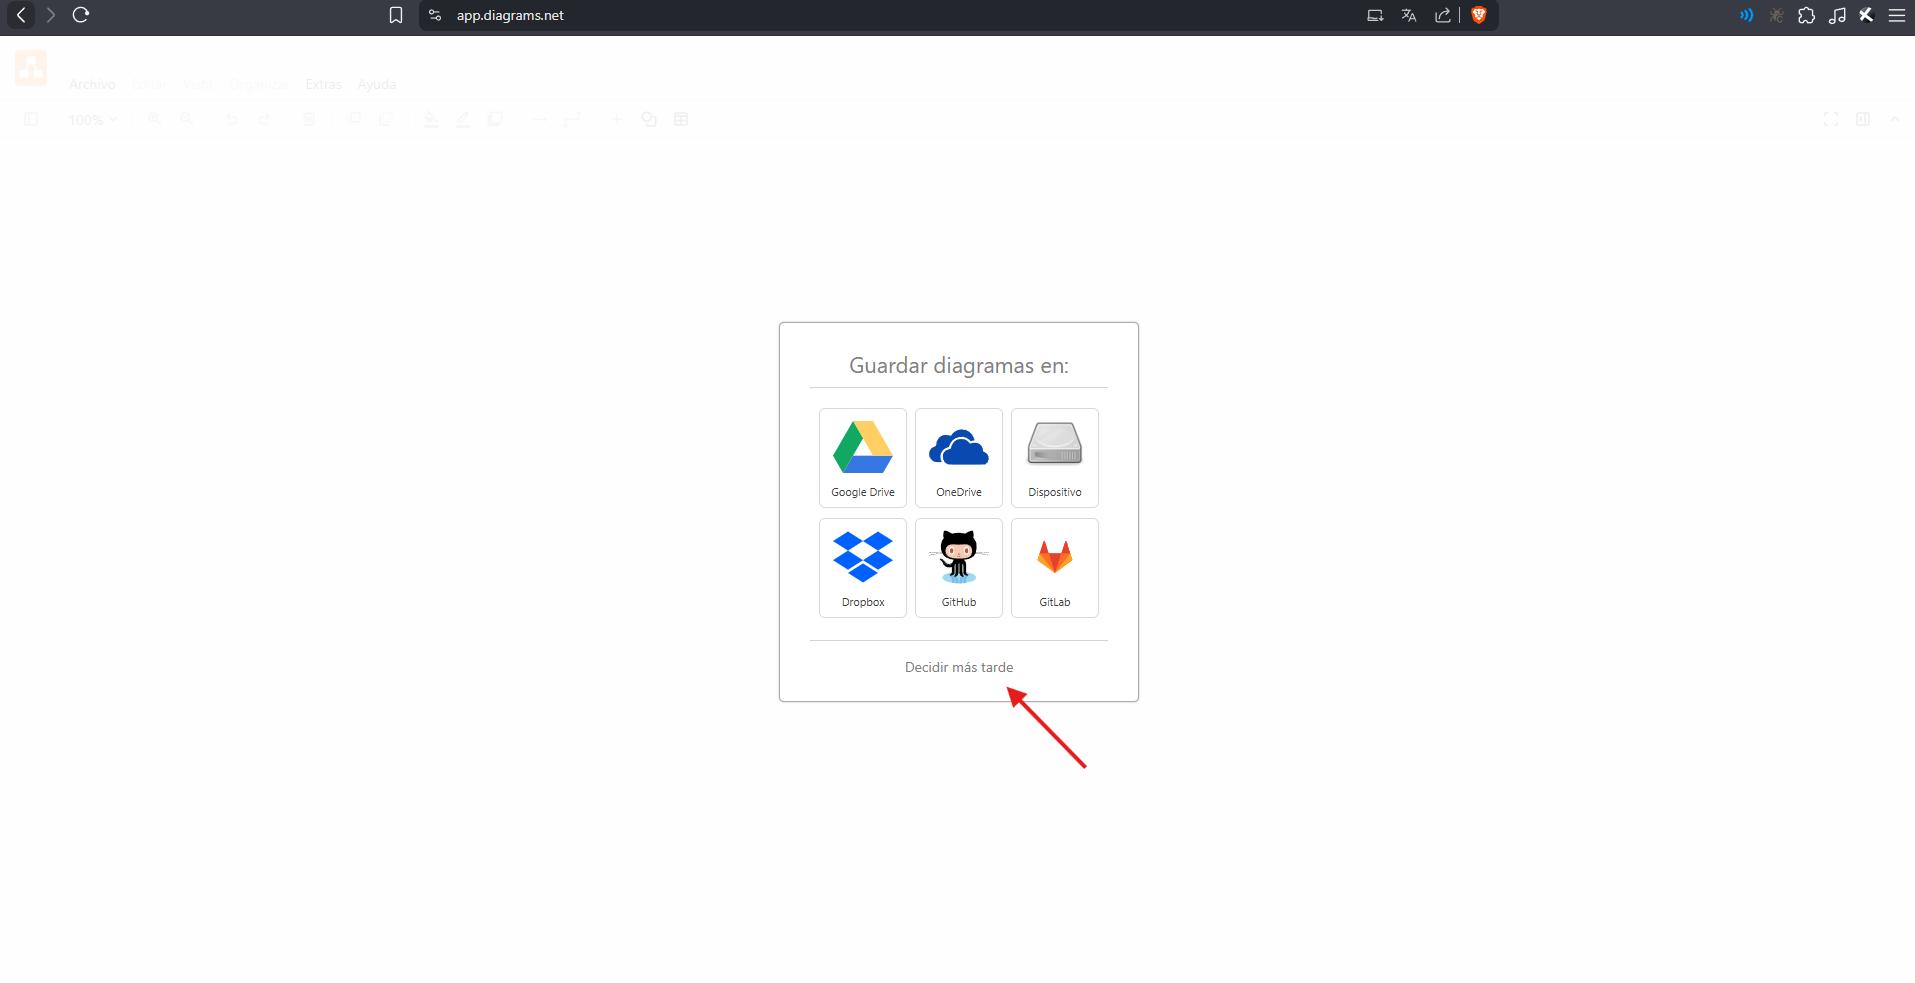 app.diagrams.net
Archivo Editar Vista Organizar Extras Ayuda
100%
Guardar diagramas en:
Google Drive OneDrive Dispositivo
Dropbox GitHub GitLab
Decidir más tarde